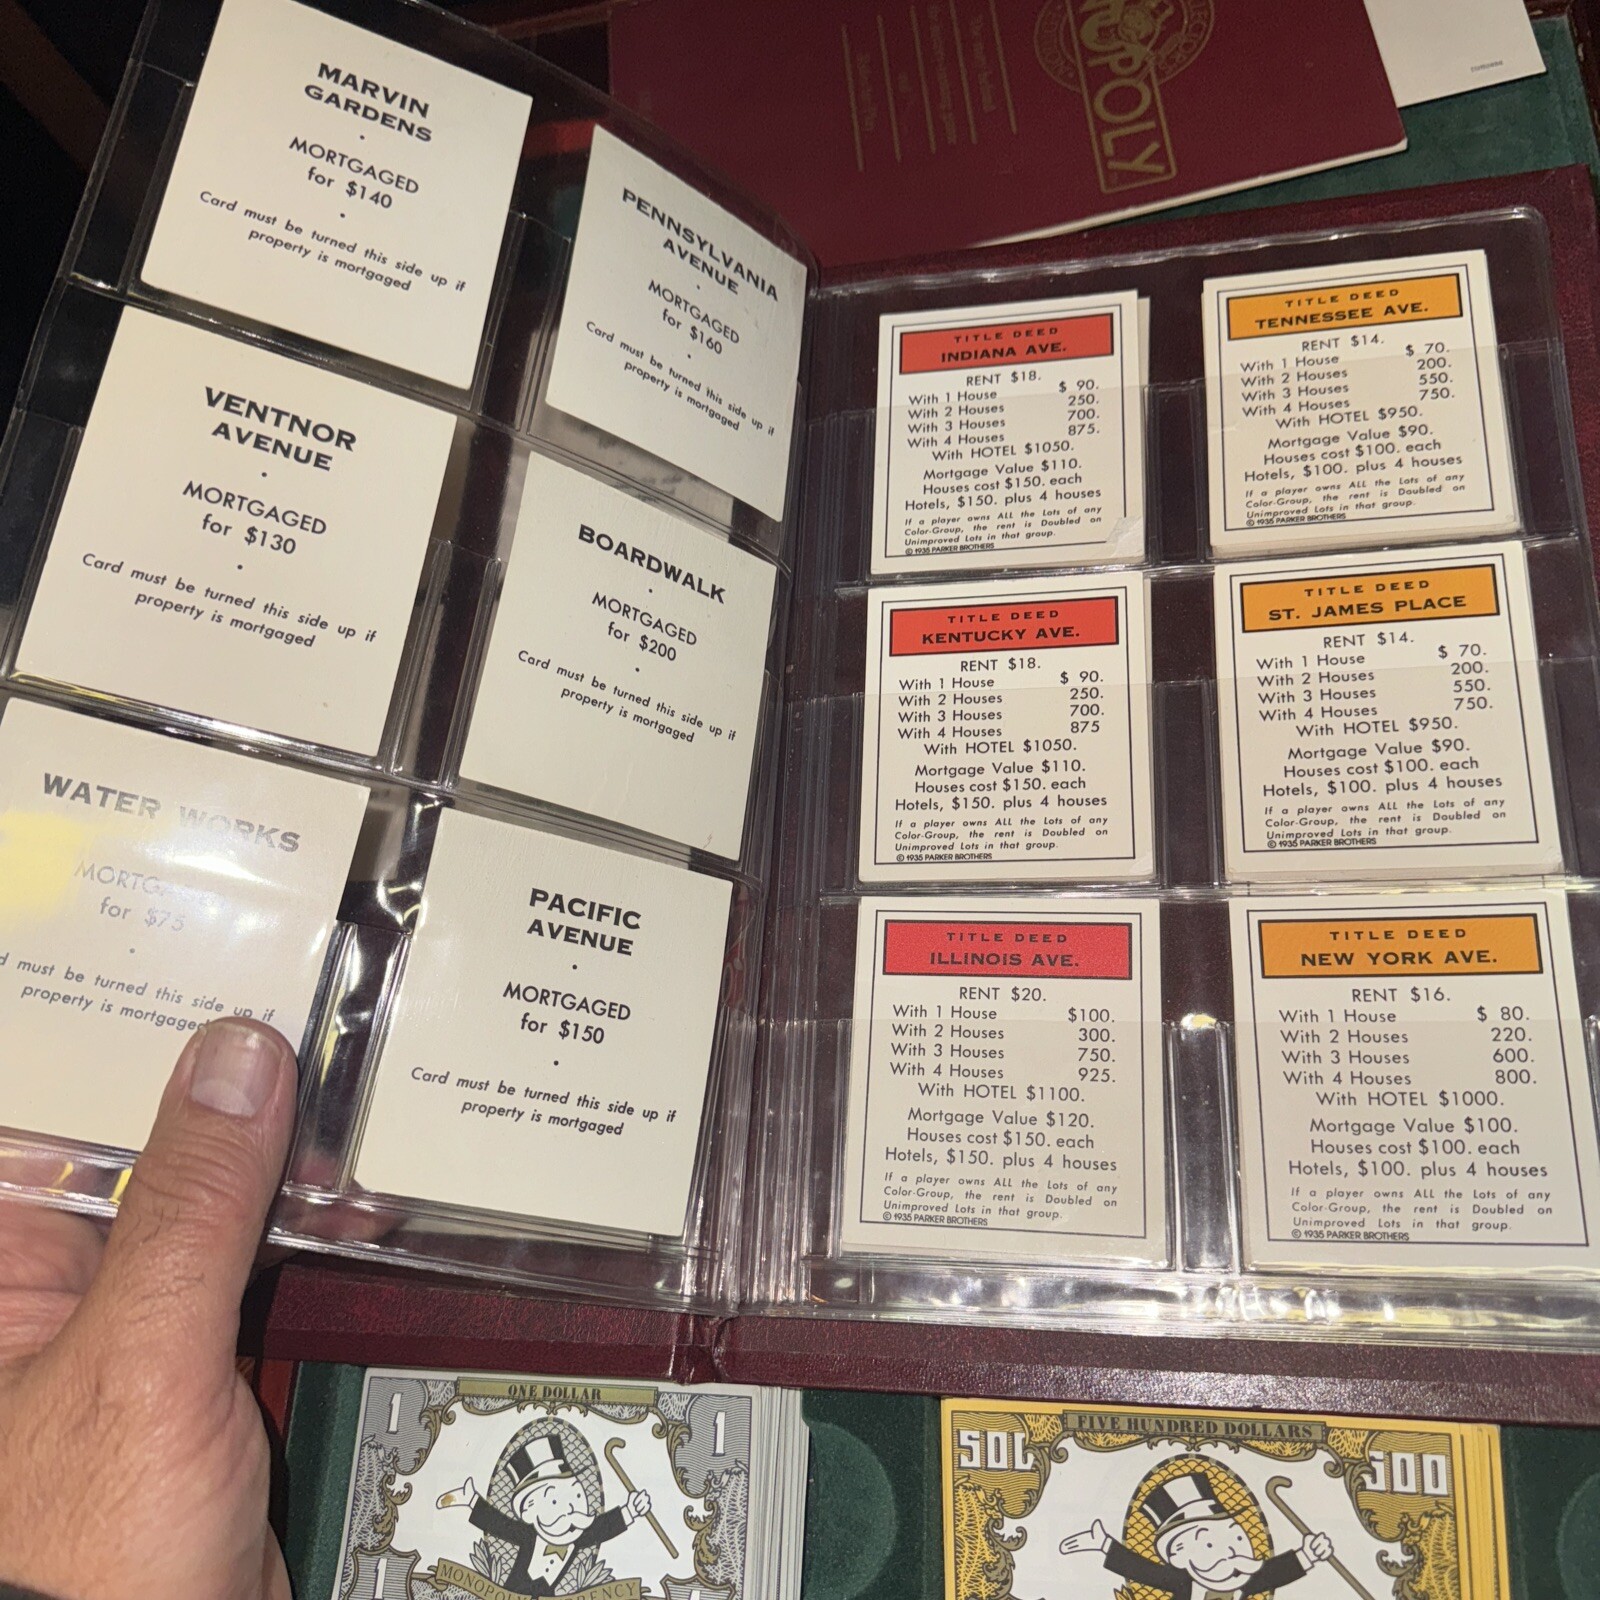 MARVIN
GARDENS
•
MORTGAGED
for $140
•
Card must be turned this side up if
property is mortgaged
PENNSYLVANIA
AVENUE
•
MORTGAGED
for $160
•
Card must be turned this side up if
property is mortgaged
VENTNOR
AVENUE
•
MORTGAGED
for $130
•
Card must be turned this side up if
property is mortgaged
BOARDWALK
•
MORTGAGED
for $200
•
Card must be turned this side up if
property is mortgaged
WATER WORKS
for $75
•
must be turned this side up if
property is mortgaged
PACIFIC
AVENUE
•
MORTGAGED
for $150
•
Card must be turned this side up if
property is mortgaged
TITLE DEED
INDIANA AVE.
RENT $18.
With 1 House $ 90.
With 2 Houses 250.
With 3 Houses 700.
With 4 Houses 875.
With HOTEL $1050.
Mortgage Value $110.
Houses cost $150. each
Hotels, $150. plus 4 houses
If a player owns ALL the Lots of any
Color-Group, the rent is Doubled on
Unimproved Lots in that group.
© 1935 PARKER BROTHERS
TITLE DEED
TENNESSEE AVE.
RENT $14.
With 1 House $ 70.
With 2 Houses 200.
With 3 Houses 550.
With 4 Houses 750.
With HOTEL $950.
Mortgage Value $90.
Houses cost $100. each
Hotels, $100. plus 4 houses
If a player owns ALL the Lots of any
Color-Group, the rent is Doubled on
Unimproved Lots in that group.
© 1935 PARKER BROTHERS
TITLE DEED
KENTUCKY AVE.
RENT $18.
With 1 House $ 90.
With 2 Houses 250.
With 3 Houses 700.
With 4 Houses 875
With HOTEL $1050.
Mortgage Value $110.
Houses cost $150. each
Hotels, $150. plus 4 houses
If a player owns ALL the Lots of any
Color-Group, the rent is Doubled on
Unimproved Lots in that group.
© 1935 PARKER BROTHERS
TITLE DEED
ST. JAMES PLACE
RENT $14.
With 1 House $ 70.
With 2 Houses 200.
With 3 Houses 550.
With 4 Houses 750.
With HOTEL $950.
Mortgage Value $90.
Houses cost $100. each
Hotels, $100. plus 4 houses
If a player owns ALL the Lots of any
Color-Group, the rent is Doubled on
Unimproved Lots in that group.
© 1935 PARKER BROTHERS
TITLE DEED
ILLINOIS AVE.
RENT $20.
With 1 House $100.
With 2 Houses 300.
With 3 Houses 750.
With 4 Houses 925.
With HOTEL $1100.
Mortgage Value $120.
Houses cost $150. each
Hotels, $150. plus 4 houses
If a player owns ALL the Lots of any
Color-Group, the rent is Doubled on
Unimproved Lots in that group.
© 1935 PARKER BROTHERS
TITLE DEED
NEW YORK AVE.
RENT $16.
With 1 House $ 80.
With 2 Houses 220.
With 3 Houses 600.
With 4 Houses 800.
With HOTEL $1000.
Mortgage Value $100.
Houses cost $100. each
Hotels, $100. plus 4 houses
If a player owns ALL the Lots of any
Color-Group, the rent is Doubled on
Unimproved Lots in that group.
© 1935 PARKER BROTHERS
1 ONE DOLLAR 1
1
MONOPOLY
FIVE HUNDRED DOLLARS
500